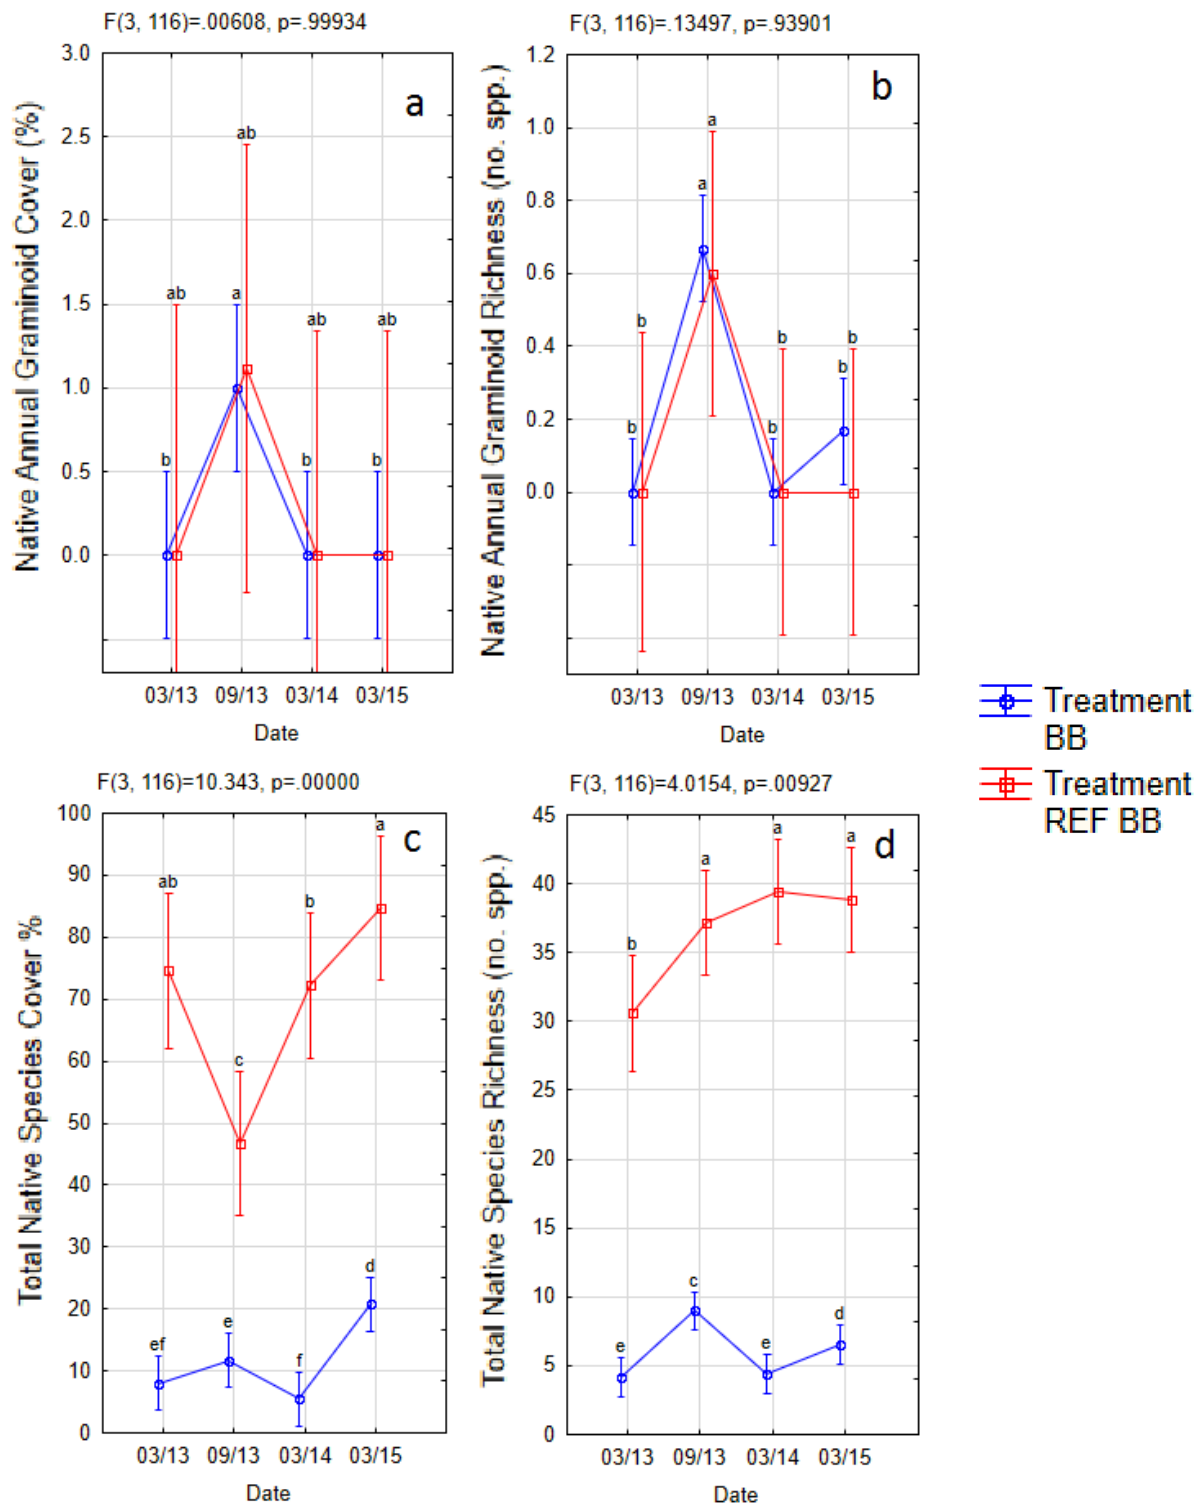 F(3, 116)=.00608, p=.99934
Native Annual Graminoid Cover (%)
3.0
2.5
2.0
1.5
1.0
0.5
0.0
a
b
ab
a
ab
b
ab
b
ab
03/13 09/13 03/14 03/15
Date
F(3, 116)=.13497, p=.93901
Native Annual Graminoid Richness (no. spp.)
1.2
1.0
0.8
0.6
0.4
0.2
0.0
b
b
b
a
a
b
b
b
b
03/13 09/13 03/14 03/15
Date
Treatment
BB
Treatment
REF BB
F(3, 116)=10.343, p=.00000
Total Native Species Cover %
100
90
80
70
60
50
40
30
20
10
0
c
ab
c
b
a
ef
e
f
d
03/13 09/13 03/14 03/15
Date
F(3, 116)=4.0154, p=.00927
Total Native Species Richness (no. spp.)
45
40
35
30
25
20
15
10
5
0
d
b
a
a
a
e
c
e
d
03/13 09/13 03/14 03/15
Date